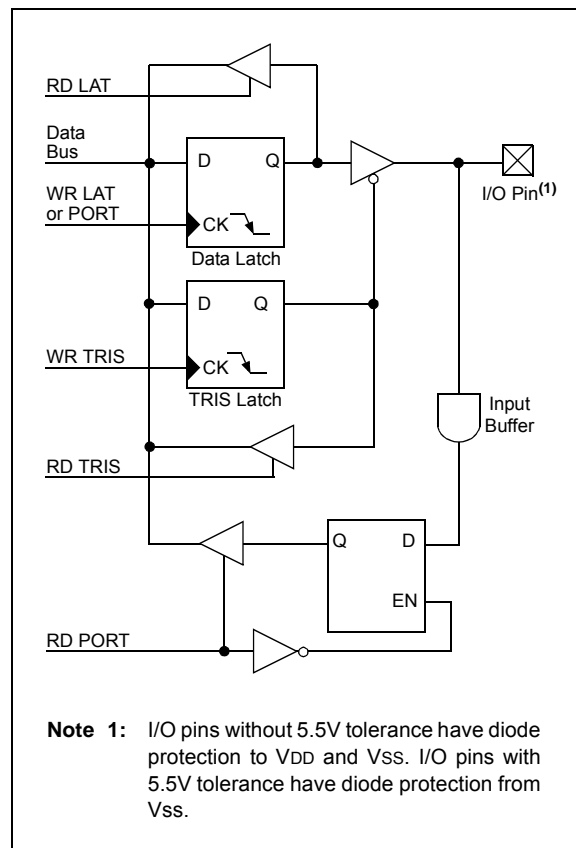 RD LAT
Data
Bus
D Q
WR LAT
or PORT
CK
Data Latch
I/O Pin(1)
D Q
WR TRIS
CK
TRIS Latch
Input
Buffer
RD TRIS
Q D
EN
RD PORT
Note 1: I/O pins without 5.5V tolerance have diode
protection to VDD and VSS. I/O pins with
5.5V tolerance have diode protection from
Vss.